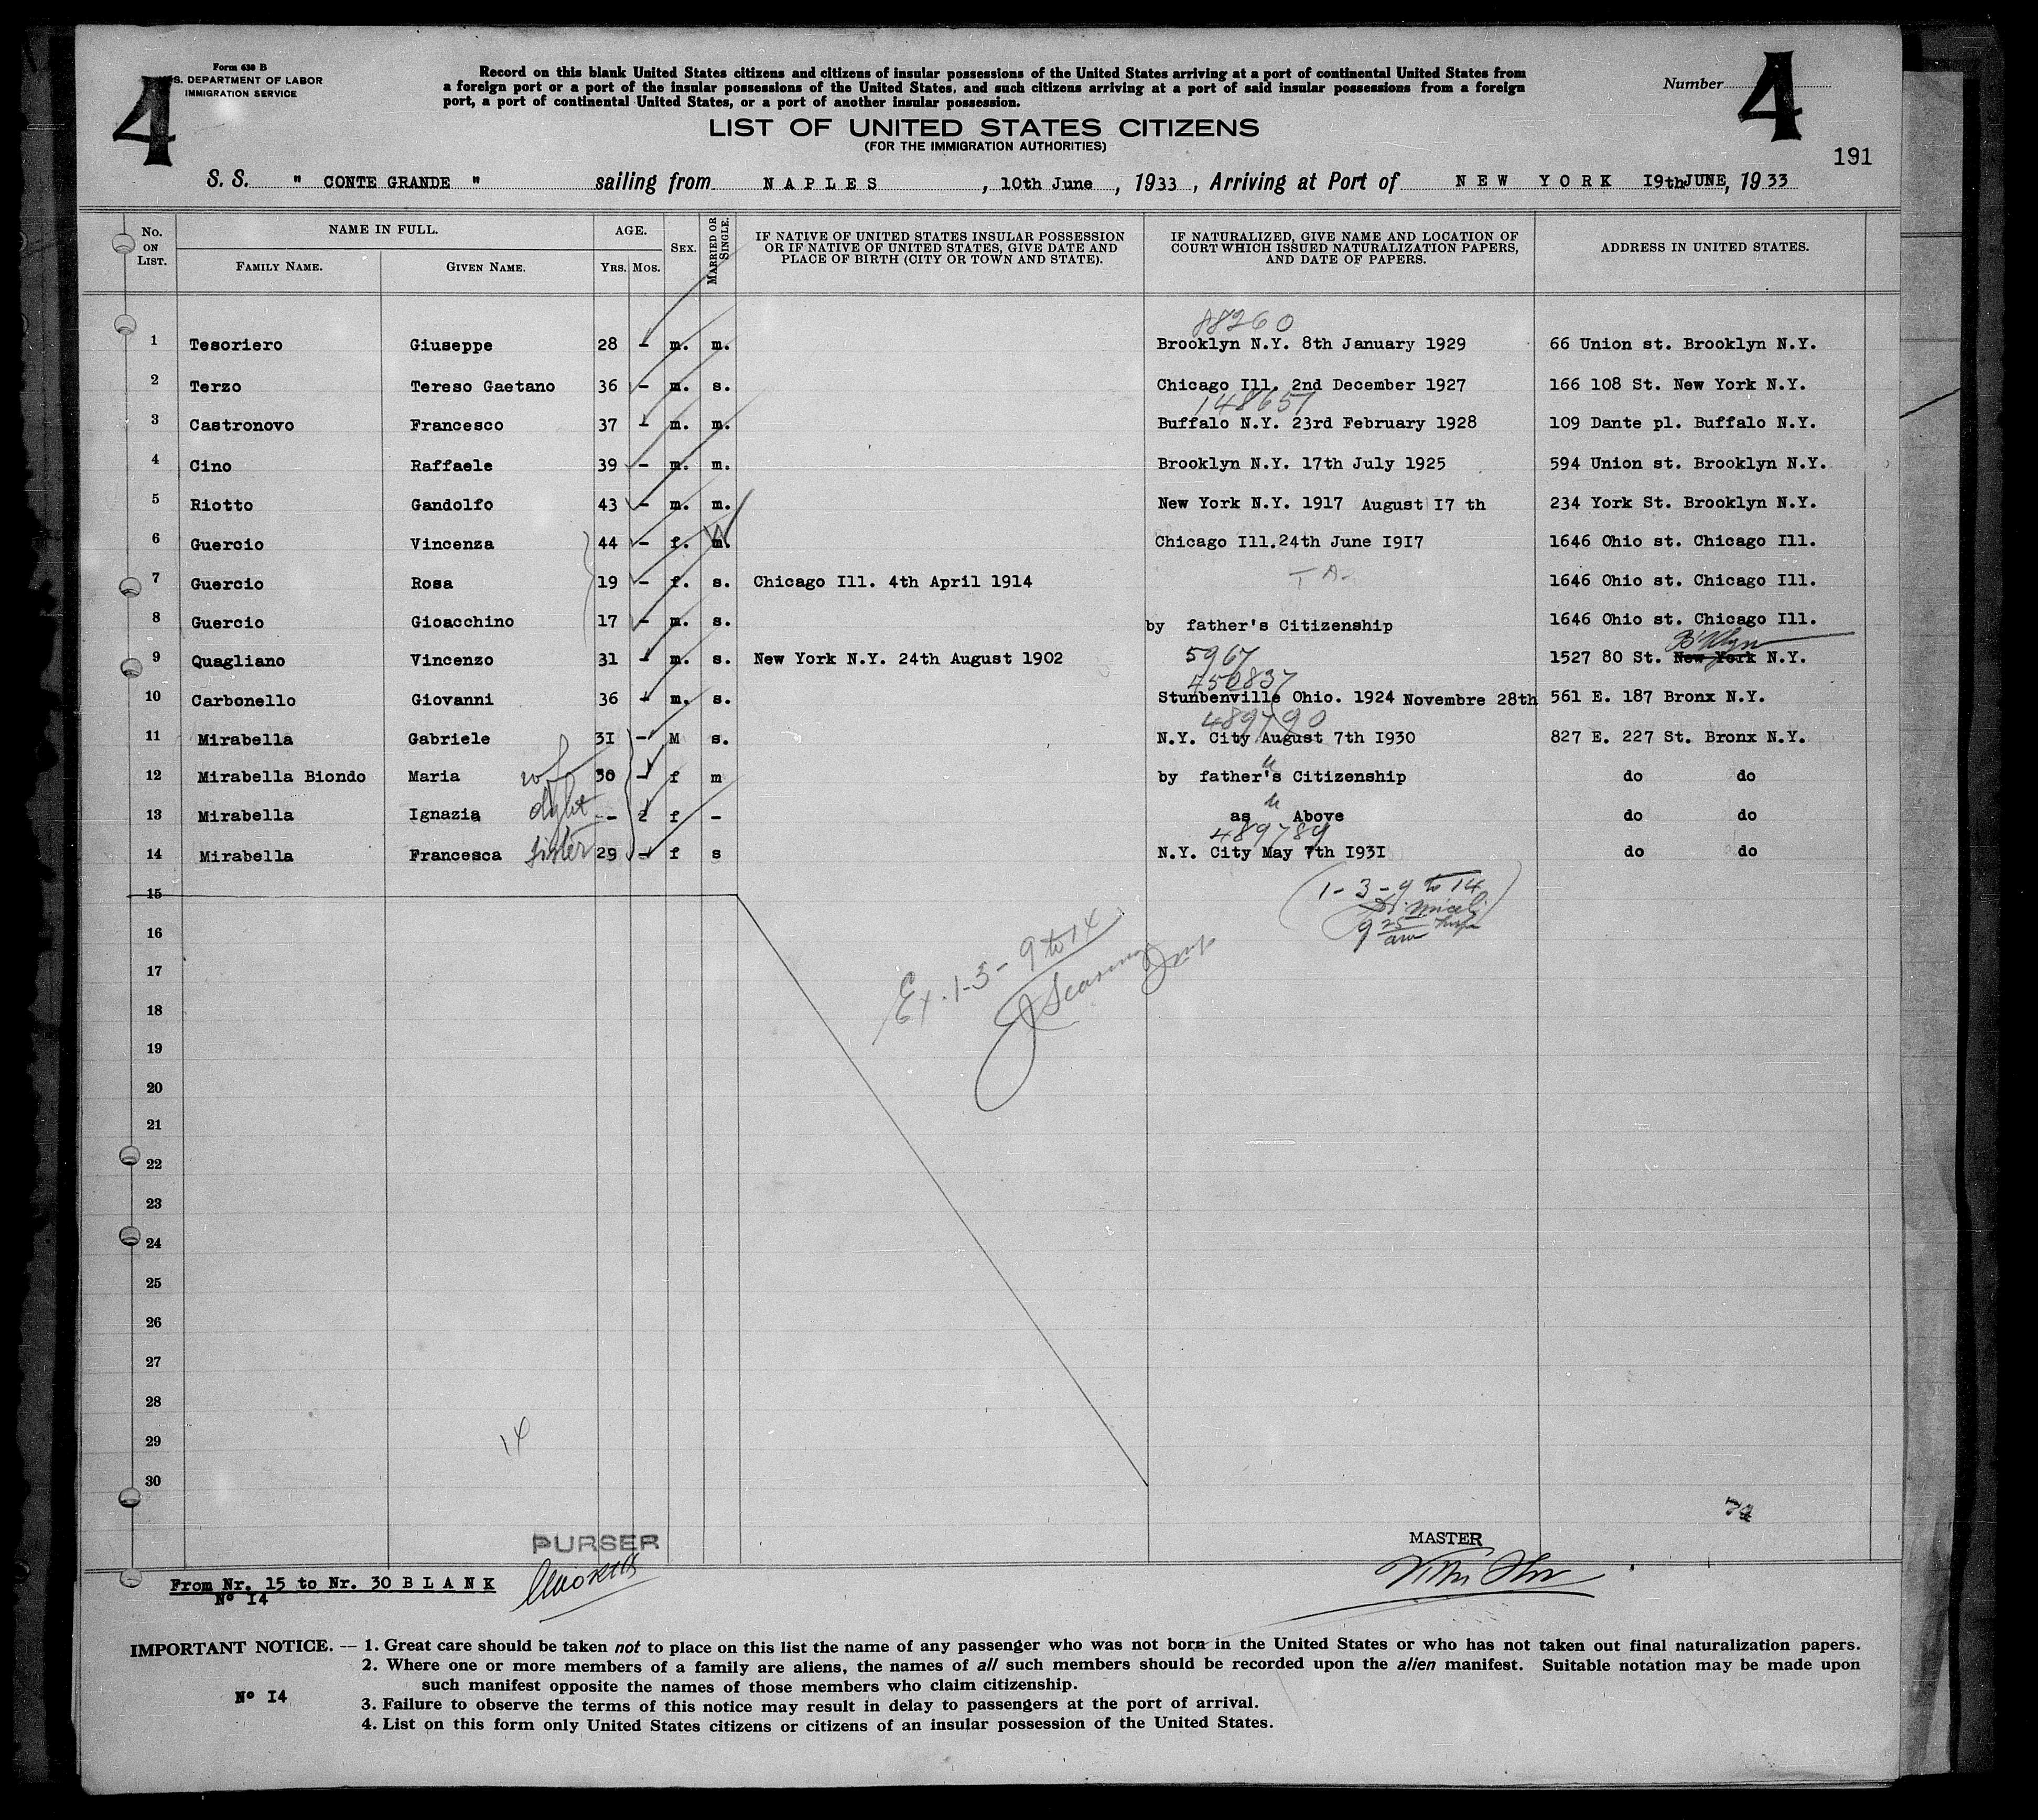 Form 630 B
S. DEPARTMENT OF LABOR
IMMIGRATION SERVICE
4
Record on this blank United States citizens and citizens of insular possessions of the United States arriving at a port of continental United States from
a foreign port or a port of the insular possessions of the United States, and such citizens arriving at a port of said insular possessions from a foreign
port, a port of continental United States, or a port of another insular possession.
Number 4
LIST OF UNITED STATES CITIZENS
(FOR THE IMMIGRATION AUTHORITIES)
191
S. S. " CONTE GRANDE " sailing from N A P L E S , 10th June , 1933 , Arriving at Port of N E W Y O R K I9thJUNE, 1933
No. ON LIST. NAME IN FULL. FAMILY NAME. GIVEN NAME. AGE. YRS. MOS. SEX. MARRIED OR SINGLE. IF NATIVE OF UNITED STATES INSULAR POSSESSION OR IF NATIVE OF UNITED STATES, GIVE DATE AND PLACE OF BIRTH (CITY OR TOWN AND STATE). IF NATURALIZED, GIVE NAME AND LOCATION OF COURT WHICH ISSUED NATURALIZATION PAPERS, AND DATE OF PAPERS. ADDRESS IN UNITED STATES.
88260
1 Tesoriero Giuseppe 28 - m. m. Brooklyn N.Y. 8th January 1929 66 Union st. Brooklyn N.Y.
2 Terzo Tereso Gaetano 36 - m. s. Chicago Ill. 2nd December 1927 166 108 St. New York N.Y.
148651
3 Castronovo Francesco 37 - m. m. Buffalo N.Y. 23rd February 1928 109 Dante pl. Buffalo N.Y.
4 Cino Raffaele 39 - m. m. Brooklyn N.Y. 17th July 1925 594 Union st. Brooklyn N.Y.
5 Riotto Gandolfo 43 - m. m. New York N.Y. 1917 August I7 th 234 York St. Brooklyn N.Y.
6 Guercio Vincenza 44 - f. m. W Chicago Ill.24th June I9I7 1646 Ohio st. Chicago Ill.
7 Guercio Rosa 19 - f. s. Chicago Ill. 4th April 1914 T A- 1646 Ohio st. Chicago Ill.
8 Guercio Gioacchino 17 - m. s. by father's Citizenship 1646 Ohio st. Chicago Ill.
B'klyn
9 Quagliano Vincenzo 31 - m. s. New York N.Y. 24th August 1902 5967 1527 80 St. New York N.Y.
450837
10 Carbonello Giovanni 36 - m. s. Stunbenville Ohio. 1924 Novembre 28th 561 E. 187 Bronx N.Y.
489790
11 Mirabella Gabriele 3I - M s. N.Y. City August 7th I930 827 E. 227 St. Bronx N.Y.
12 Mirabella Biondo Maria wf 30 - f m by father's Citizenship do do
13 Mirabella Ignazia dght -- 2 f - as Above do do
489789
14 Mirabella Francesca sister 29 - f s N.Y. City May 7th I93I do do
15
1-3-9 to 14
16
9 25 am
Ex. 1-3- 9 to 14
17
18
19
20
21
22
23
24
25
26
27
28
29
14
30
74
PURSER
MASTER
From Nr. 15 to Nr. 30 B L A N K
Nº I4
IMPORTANT NOTICE. — 1. Great care should be taken not to place on this list the name of any passenger who was not born in the United States or who has not taken out final naturalization papers.
2. Where one or more members of a family are aliens, the names of all such members should be recorded upon the alien manifest. Suitable notation may be made upon
such manifest opposite the names of those members who claim citizenship.
Nº I4
3. Failure to observe the terms of this notice may result in delay to passengers at the port of arrival.
4. List on this form only United States citizens or citizens of an insular possession of the United States.